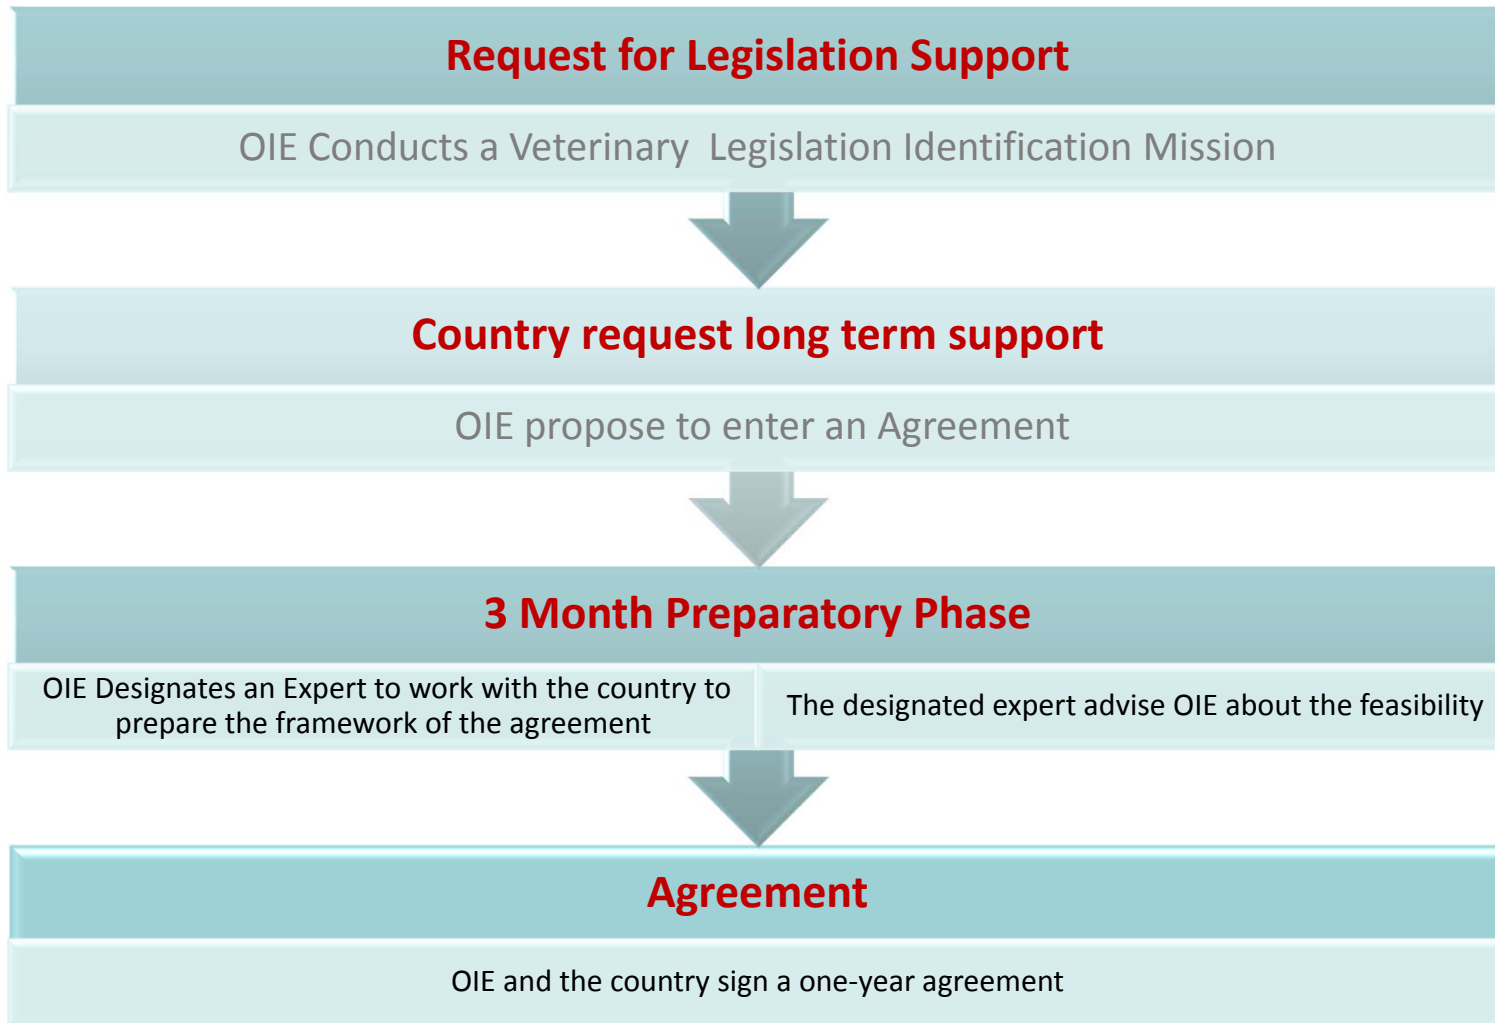 Request for Legislation Support
OIE Conducts a Veterinary  Legislation Identification Mission
Country request long term support
OIE propose to enter an Agreement
3 Month Preparatory Phase
OIE Designates an Expert to work with the country to
prepare the framework of the agreement
The designated expert advise OIE about the feasibility
Agreement
OIE and the country sign a one-year agreement